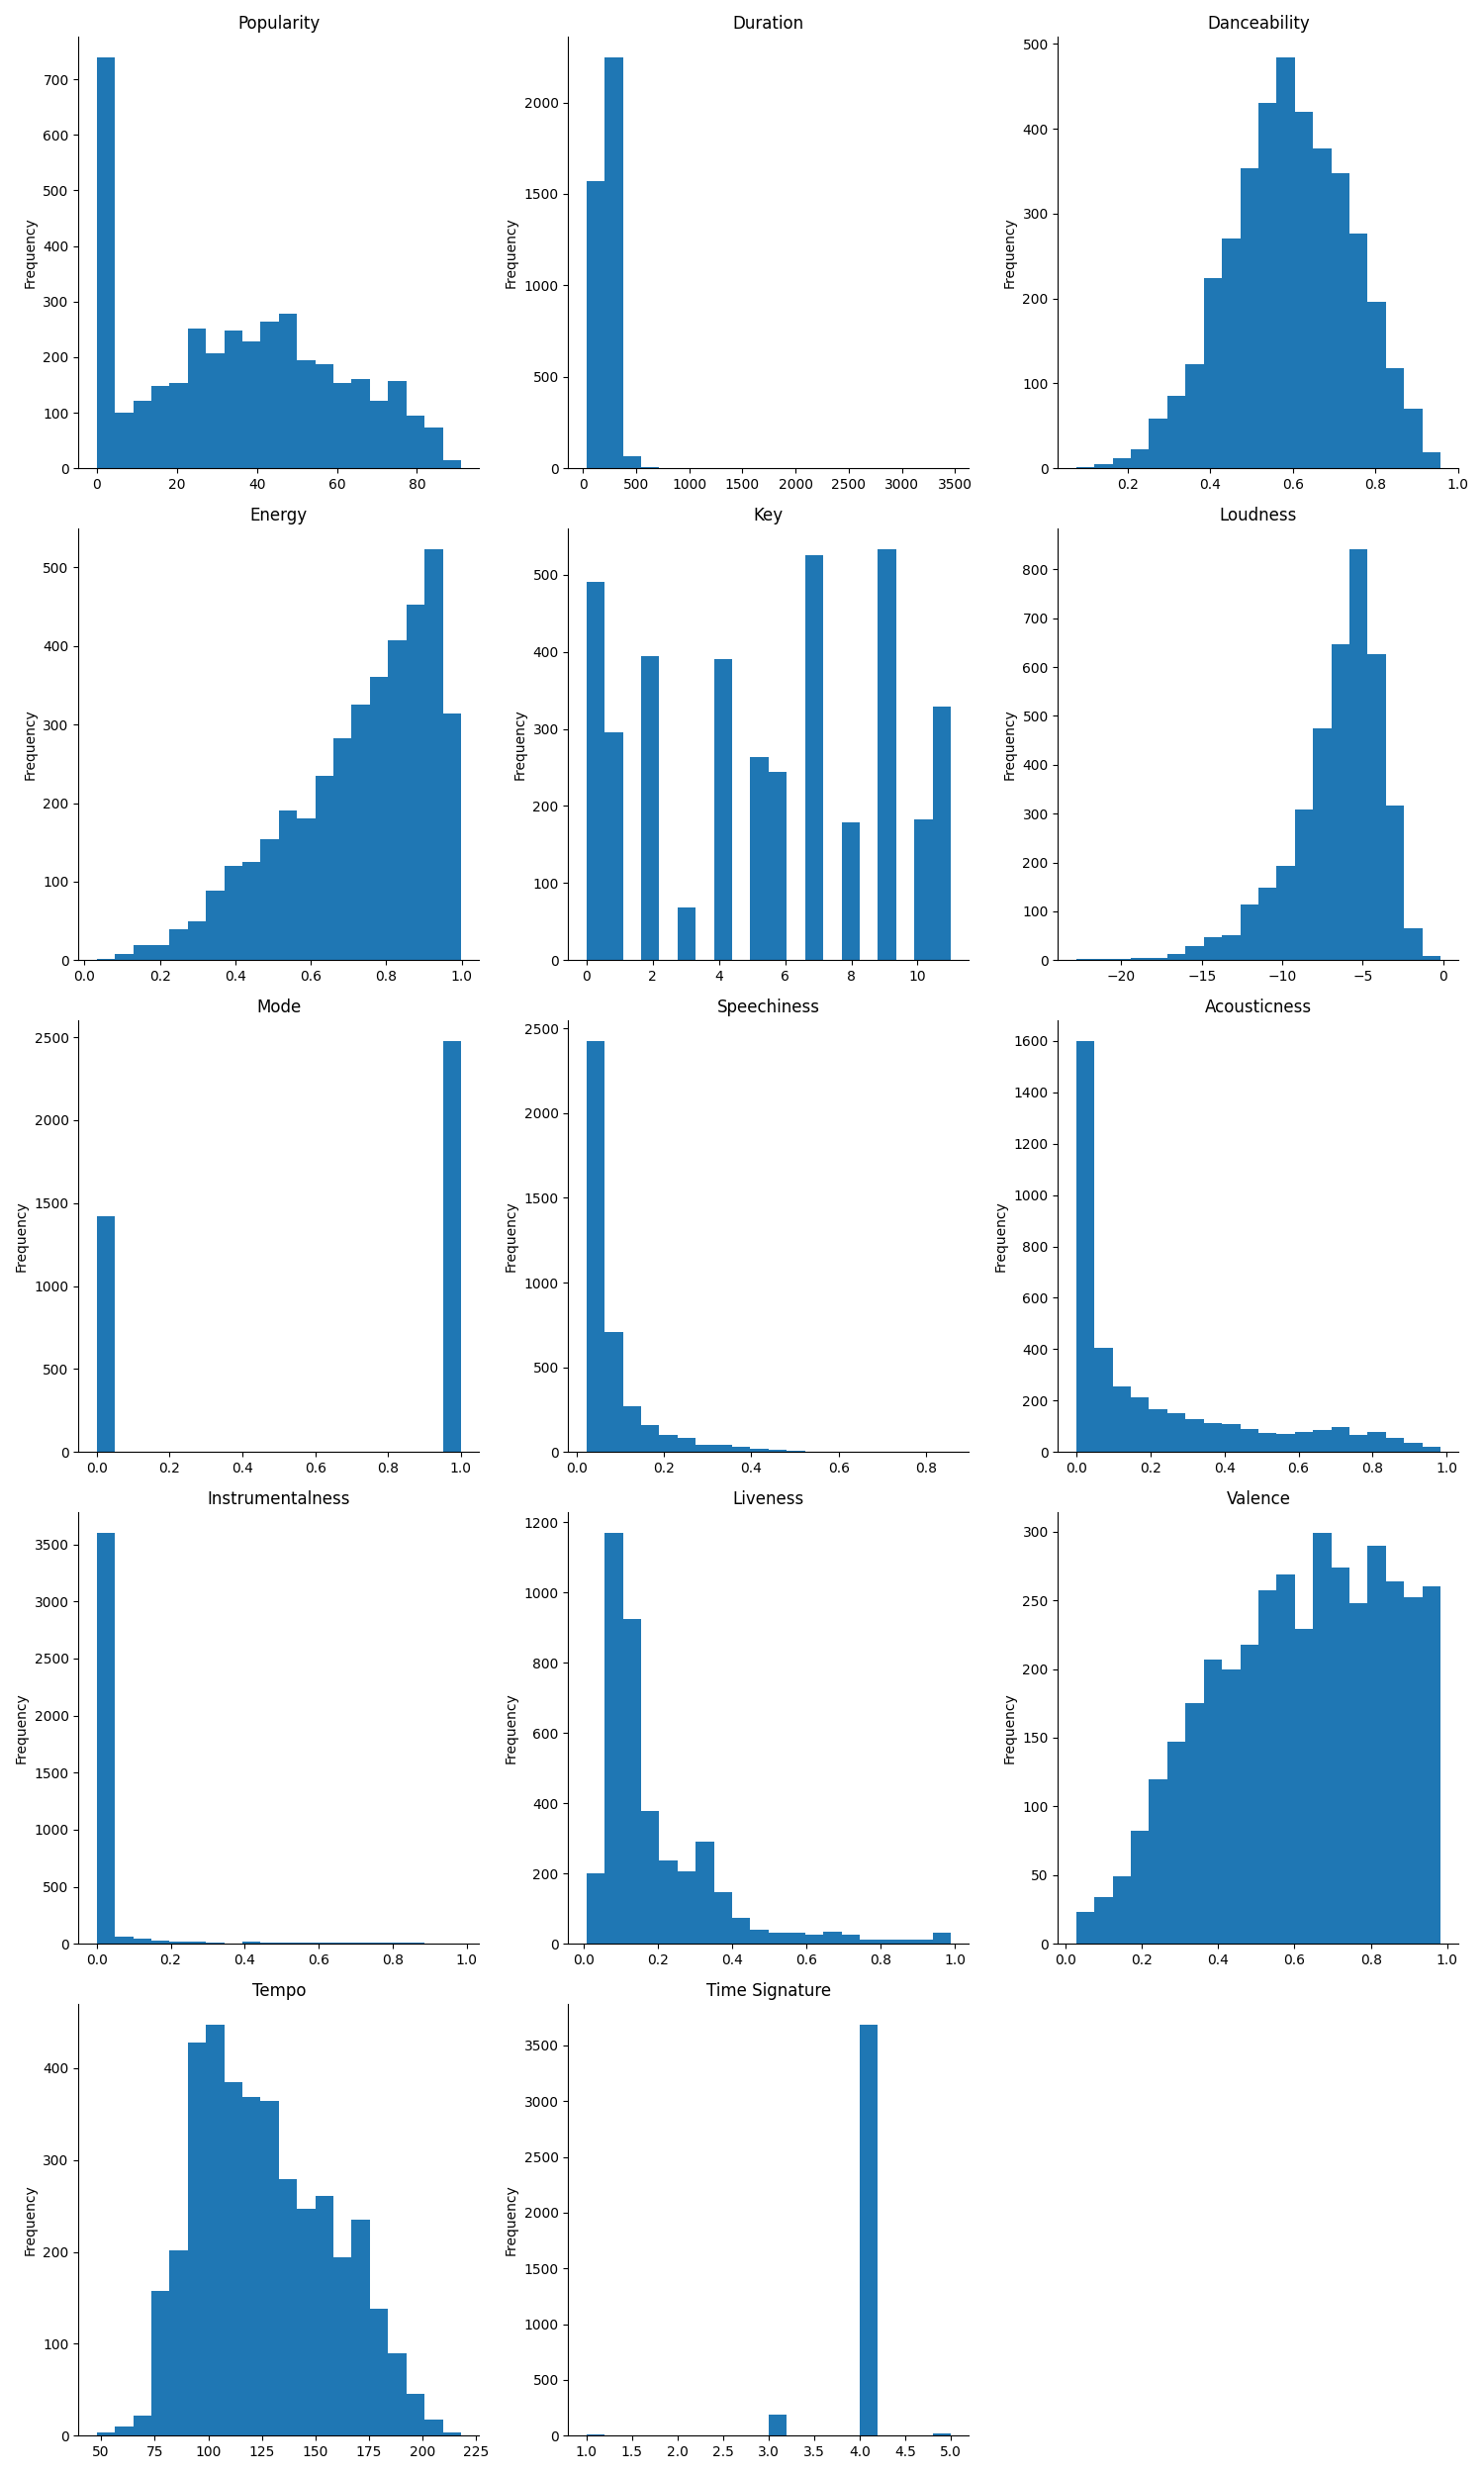 Popularity
Frequency
700
600
500
400
300
200
100
0
0 20 40 60 80
Duration
Frequency
2000
1500
1000
500
0
0 500 1000 1500 2000 2500 3000 3500
Danceability
Frequency
500
400
300
200
100
0
0.2 0.4 0.6 0.8 1.0
Energy
Frequency
500
400
300
200
100
0
0.0 0.2 0.4 0.6 0.8 1.0
Key
Frequency
500
400
300
200
100
0
0 2 4 6 8 10
Loudness
Frequency
800
700
600
500
400
300
200
100
0
−20 −15 −10 −5 0
Mode
Frequency
2500
2000
1500
1000
500
0
0.0 0.2 0.4 0.6 0.8 1.0
Speechiness
Frequency
2500
2000
1500
1000
500
0
0.0 0.2 0.4 0.6 0.8
Acousticness
Frequency
1600
1400
1200
1000
800
600
400
200
0
0.0 0.2 0.4 0.6 0.8 1.0
Instrumentalness
Frequency
3500
3000
2500
2000
1500
1000
500
0
0.0 0.2 0.4 0.6 0.8 1.0
Liveness
Frequency
1200
1000
800
600
400
200
0
0.0 0.2 0.4 0.6 0.8 1.0
Valence
Frequency
300
250
200
150
100
50
0
0.0 0.2 0.4 0.6 0.8 1.0
Tempo
Frequency
400
300
200
100
0
50 75 100 125 150 175 200 225
Time Signature
Frequency
3500
3000
2500
2000
1500
1000
500
0
1.0 1.5 2.0 2.5 3.0 3.5 4.0 4.5 5.0